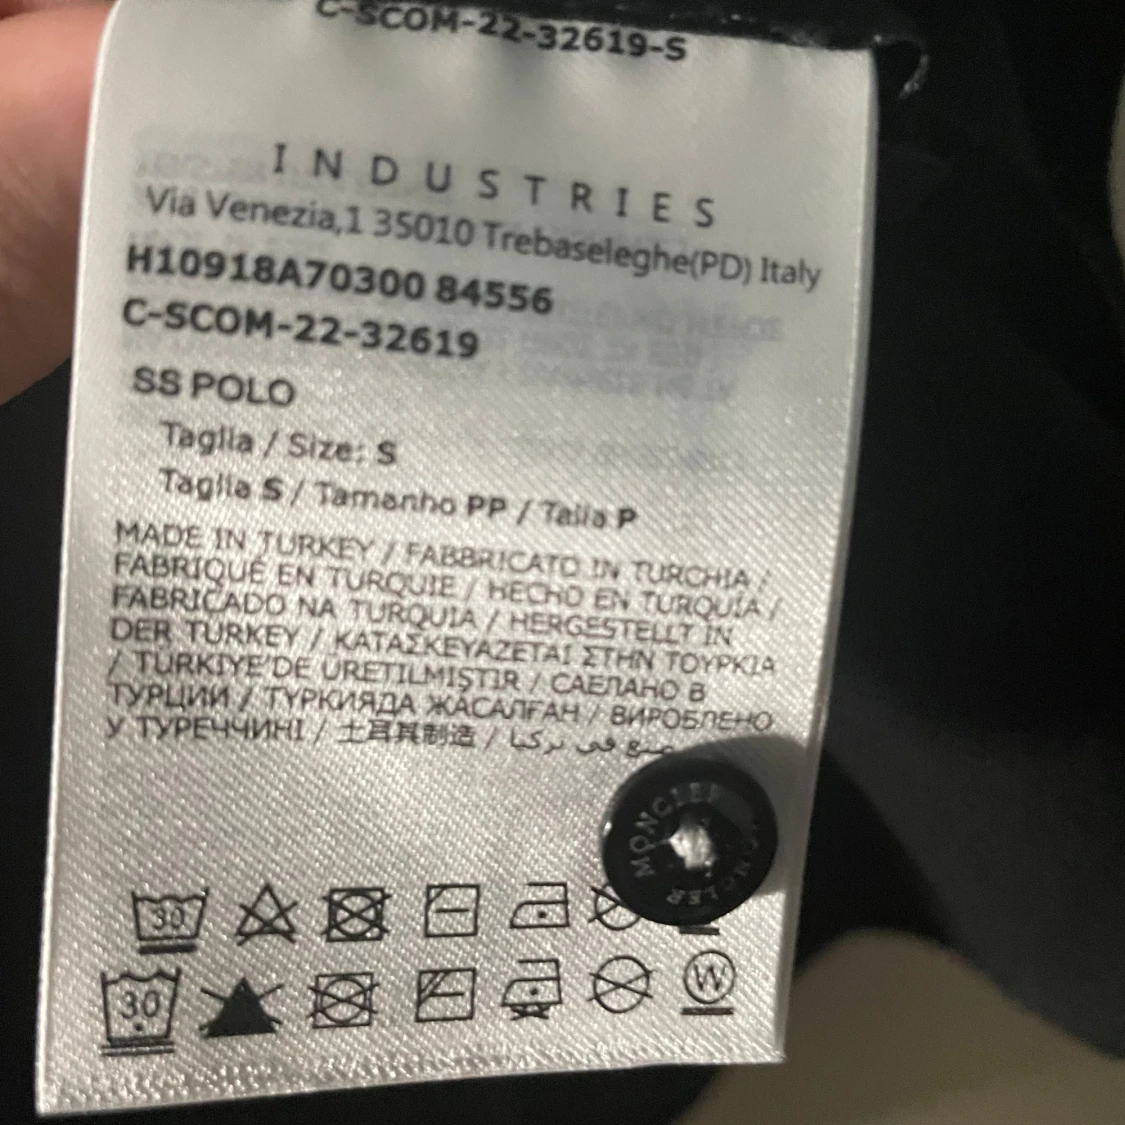 C-SCOM-22-32619-S
INDUSTRIES
Via Venezia,1 35010 Trebaseleghe(PD) Italy
H10918A70300 84556
C-SCOM-22-32619
SS POLO
Taglia / Size: S
Taglia S / Tamanho PP / Talla P
MADE IN TURKEY / FABBRICATO IN TURCHIA /
FABRIQUÉ EN TURQUIE / HECHO EN TURQUÍA /
FABRICADO NA TURQUIA / HERGESTELLT IN
DER TURKEY / ΚΑΤΑΣΚΕΥΑΖΕΤΑΙ ΣΤΗΝ ΤΟΥΡΚΙΑ
/ TÜRKIYE'DE ÜRETILMIŞTIR / СДЕЛАНО В
ТУРЦИИ / ТҮРКИЯДА ЖАСАЛҒАН / ВИРОБЛЕНО
У ТУРЕЧЧИНІ / 土耳其制造 / صنع في تركيا
MONCLER
MONCLER
30
30
W